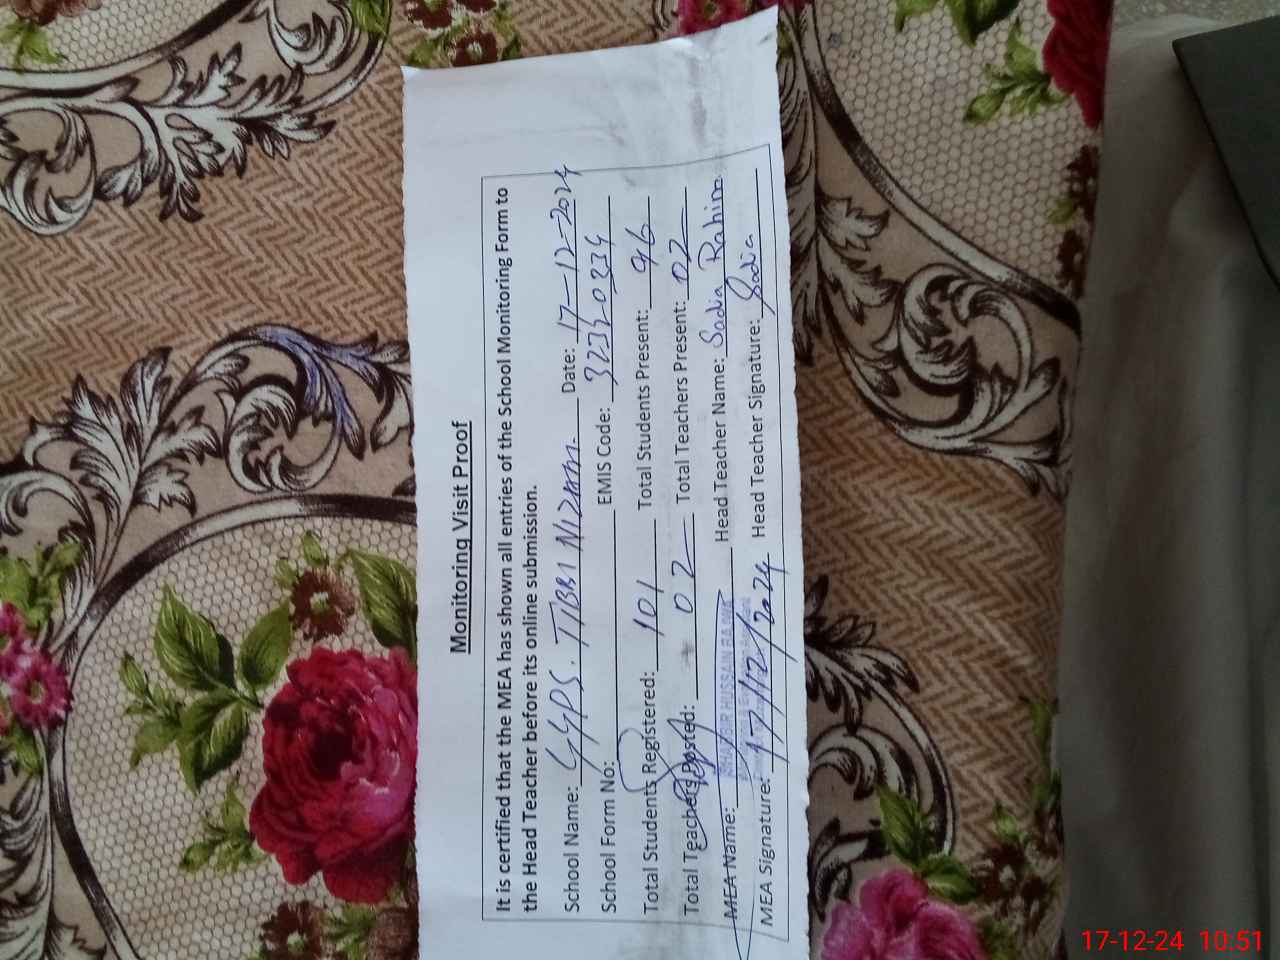 Monitoring Visit Proof
It is certified that the MEA has shown all entries of the School Monitoring Form to
the Head Teacher before its online submission.
School Name: GGPS. TIBBI NIZAM. Date: 17-12-2024
School Form No: EMIS Code: 32320334
Total Students Registered: 101 Total Students Present: 96
Total Teachers Posted: 02 Total Teachers Present: 02
MEA Name: HUSSAIN Head Teacher Name: Sadia Rahim
MEA Signature: 17/12/2024 Head Teacher Signature: Sadia
17-12-24 10:51